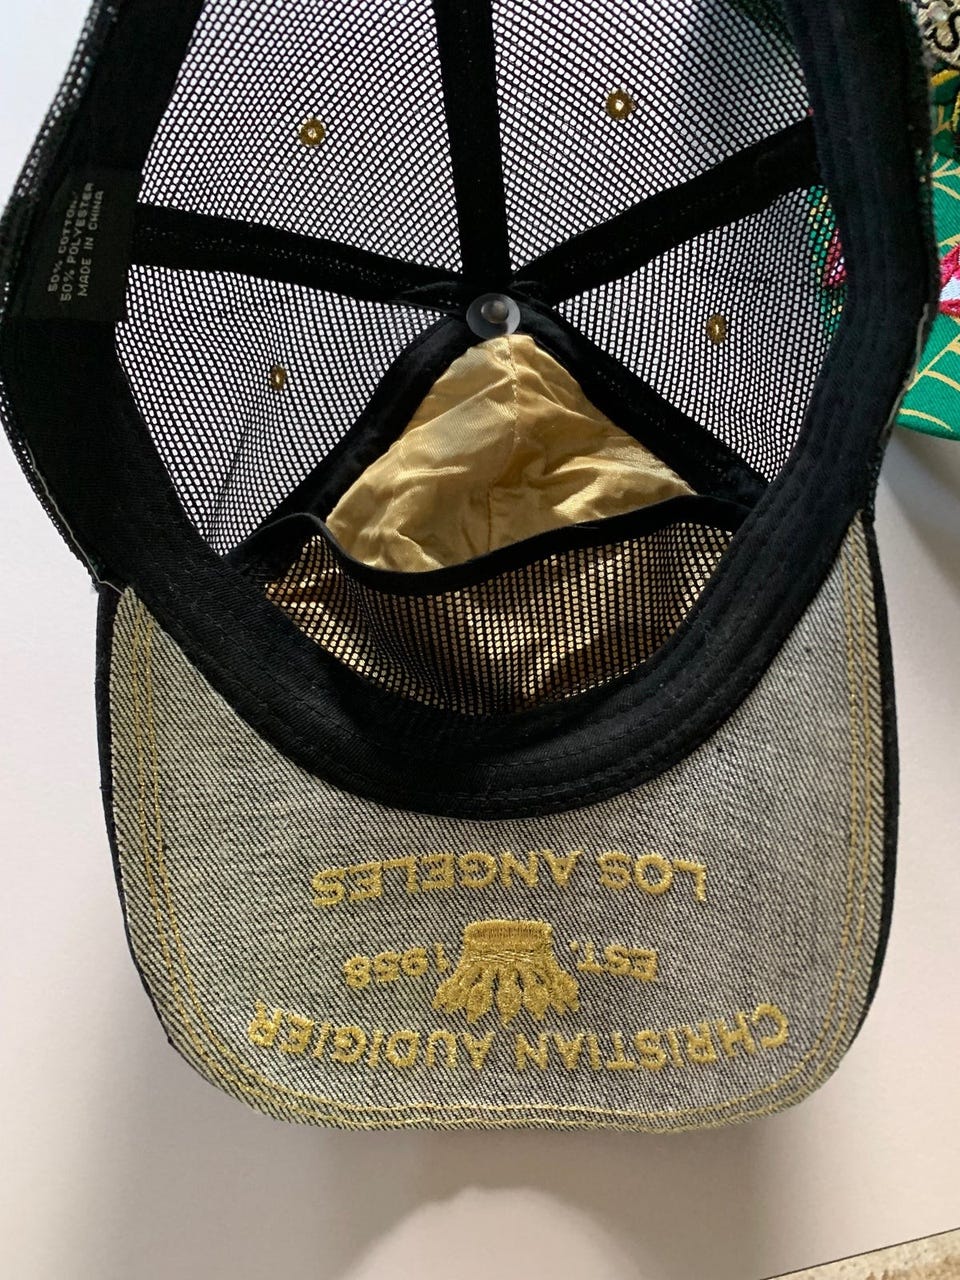 50% COTTON
50% POLYESTER
MADE IN CHINA
CHRISTIAN AUDIGIER
EST. 1958
LOS ANGELES